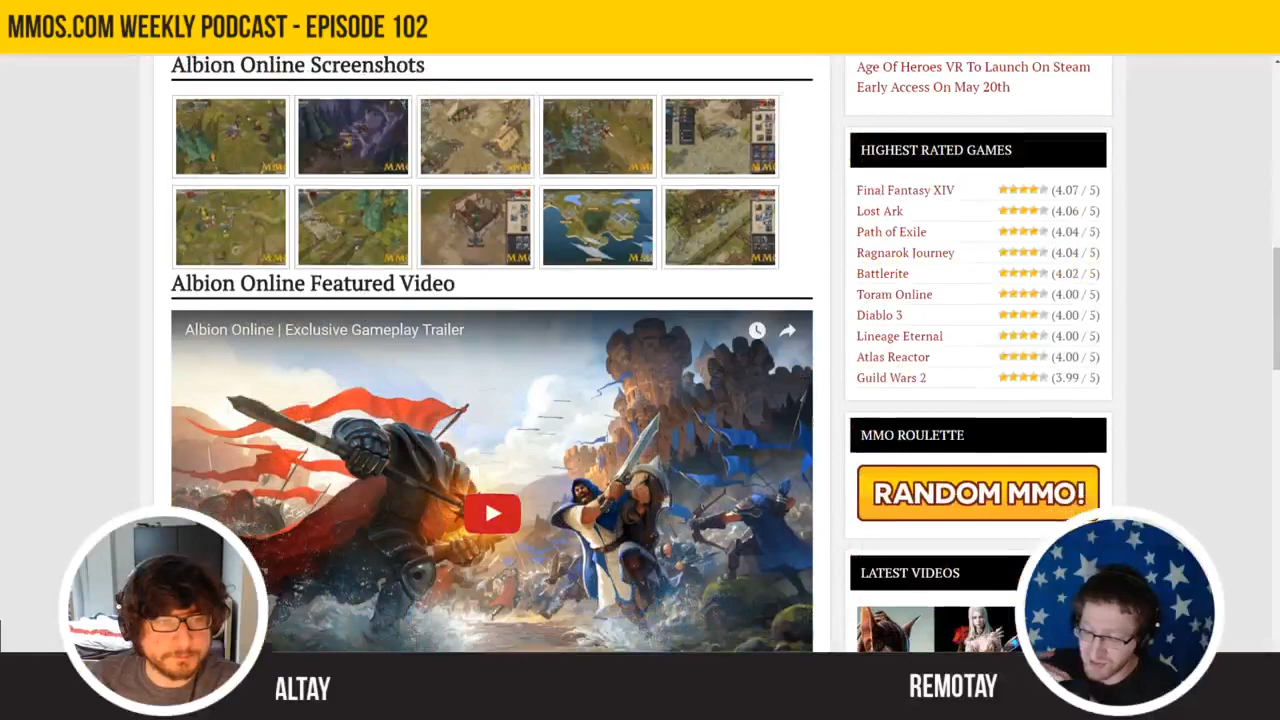 MMOS.COM WEEKLY PODCAST - EPISODE 102
Albion Online Screenshots
Albion Online Featured Video
Albion Online | Exclusive Gameplay Trailer
Age Of Heroes VR To Launch On Steam
Early Access On May 20th
HIGHEST RATED GAMES
Final Fantasy XIV (4.07 / 5)
Lost Ark (4.06 / 5)
Path of Exile (4.04 / 5)
Ragnarok Journey (4.04 / 5)
Battlerite (4.02 / 5)
Toram Online (4.00 / 5)
Diablo 3 (4.00 / 5)
Lineage Eternal (4.00 / 5)
Atlas Reactor (4.00 / 5)
Guild Wars 2 (3.99 / 5)
MMO ROULETTE
RANDOM MMO!
LATEST VIDEOS
ALTAY
REMOTAY